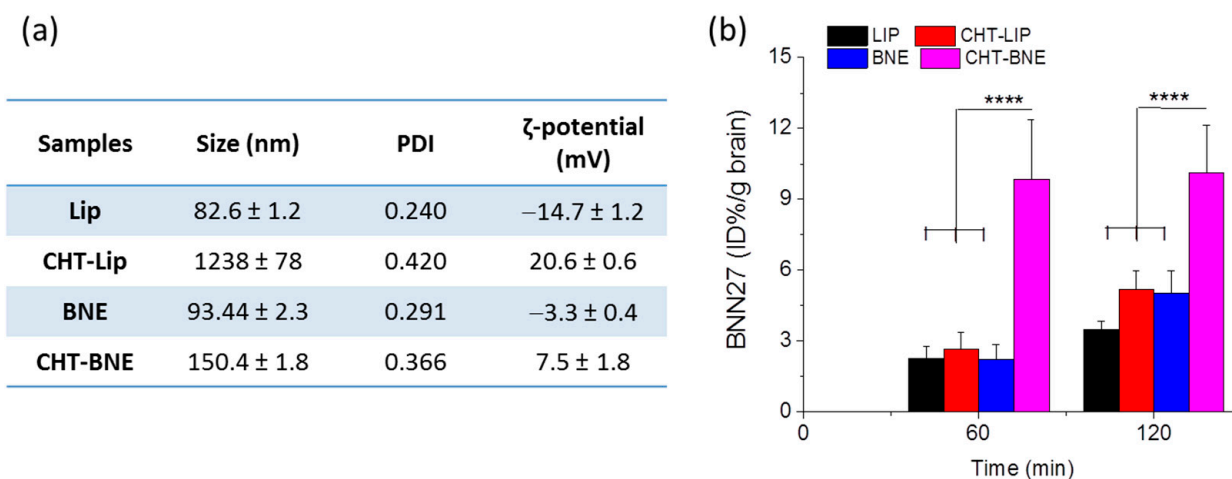 (a)
Samples Size (nm) PDI ζ-potential
(mV)
Lip 82.6 ± 1.2 0.240 −14.7 ± 1.2
CHT-Lip 1238 ± 78 0.420 20.6 ± 0.6
BNE 93.44 ± 2.3 0.291 −3.3 ± 0.4
CHT-BNE 150.4 ± 1.8 0.366 7.5 ± 1.8
(b)
LIP CHT-LIP
BNE CHT-BNE
BNN27 (ID%/g brain)
15
12
9
6
3
0
**** ****
0 60 120
Time (min)